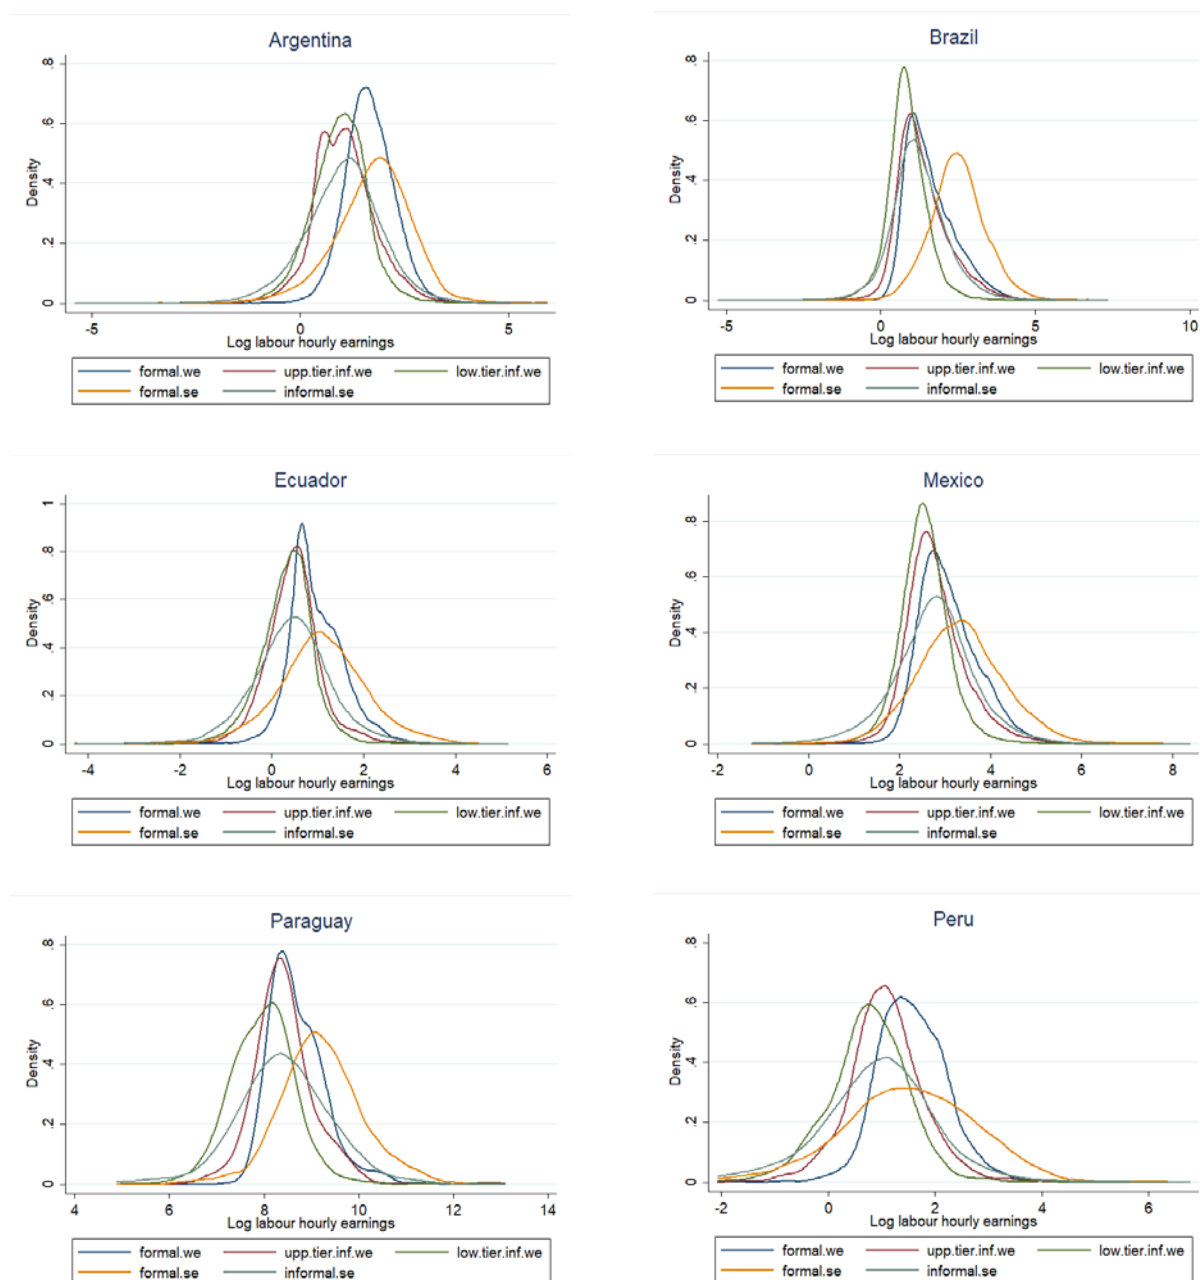 Argentina
.8
.6
.4
.2
0
Density
-5 0 5
Log labour hourly earnings
formal.we upp.tier.inf.we low.tier.inf.we
formal.se informal.se
Brazil
.8
.6
.4
.2
0
Density
-5 0 5 10
Log labour hourly earnings
formal.we upp.tier.inf.we low.tier.inf.we
formal.se informal.se
Ecuador
1
.8
.6
.4
.2
0
Density
-4 -2 0 2 4 6
Log labour hourly earnings
formal.we upp.tier.inf.we low.tier.inf.we
formal.se informal.se
Mexico
.8
.6
.4
.2
0
Density
-2 0 2 4 6 8
Log labour hourly earnings
formal.we upp.tier.inf.we low.tier.inf.we
formal.se informal.se
Paraguay
.8
.6
.4
.2
0
Density
4 6 8 10 12 14
Log labour hourly earnings
formal.we upp.tier.inf.we low.tier.inf.we
formal.se informal.se
Peru
.8
.6
.4
.2
0
Density
-2 0 2 4 6
Log labour hourly earnings
formal.we upp.tier.inf.we low.tier.inf.we
formal.se informal.se